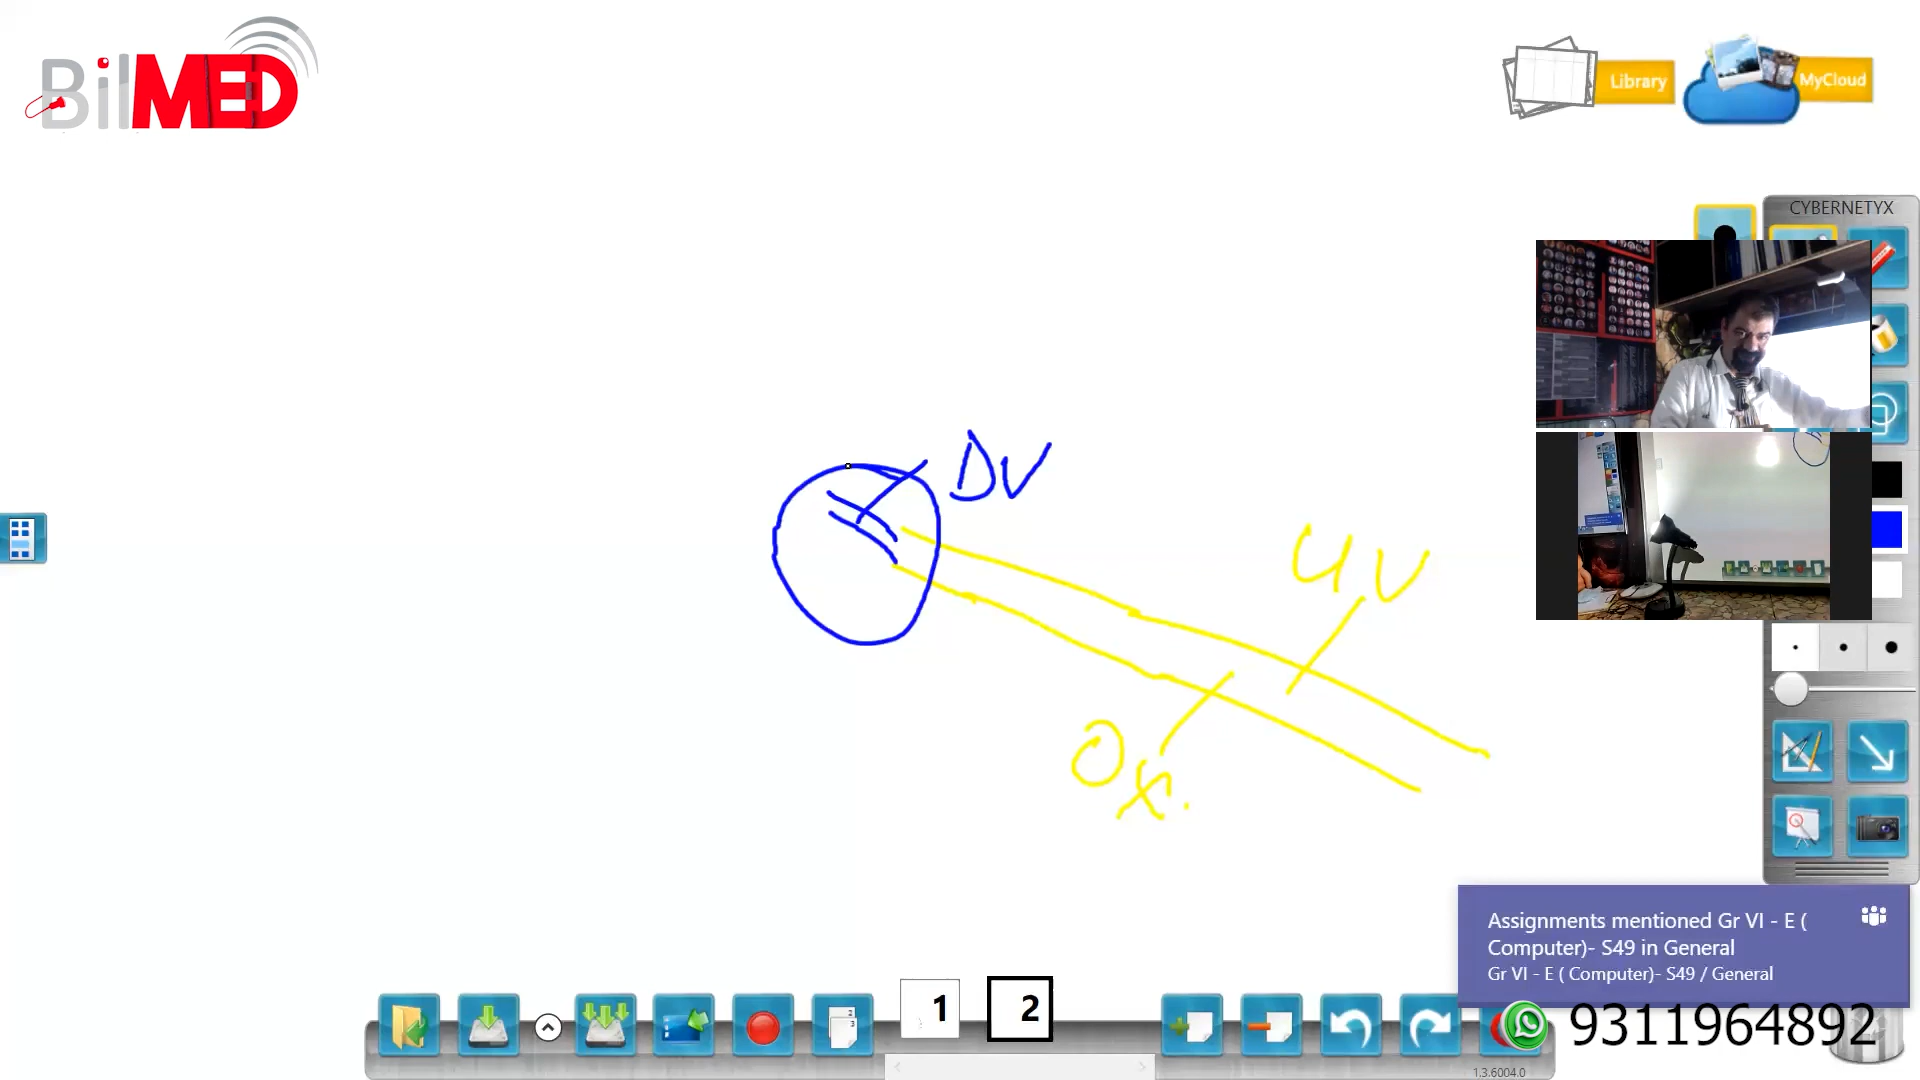 BilMED
Library
MyCloud
CYBERNETYX
DV
UV
Ox.
Assignments mentioned Gr VI - E (
Computer)- S49 in General
Gr VI - E ( Computer)- S49 / General
1
2
9311964892
1.3.6004.0